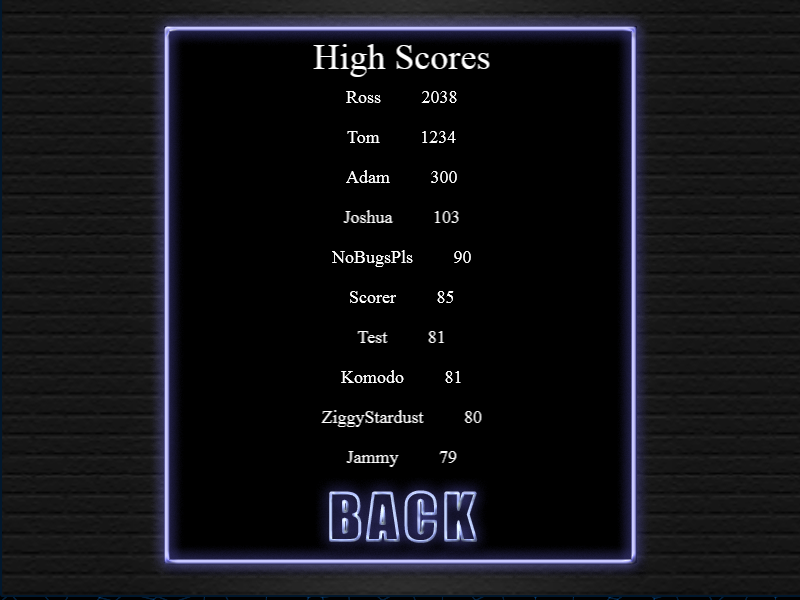 High Scores
Ross 2038
Tom 1234
Adam 300
Joshua 103
NoBugsPls 90
Scorer 85
Test 81
Komodo 81
ZiggyStardust 80
Jammy 79
BACK